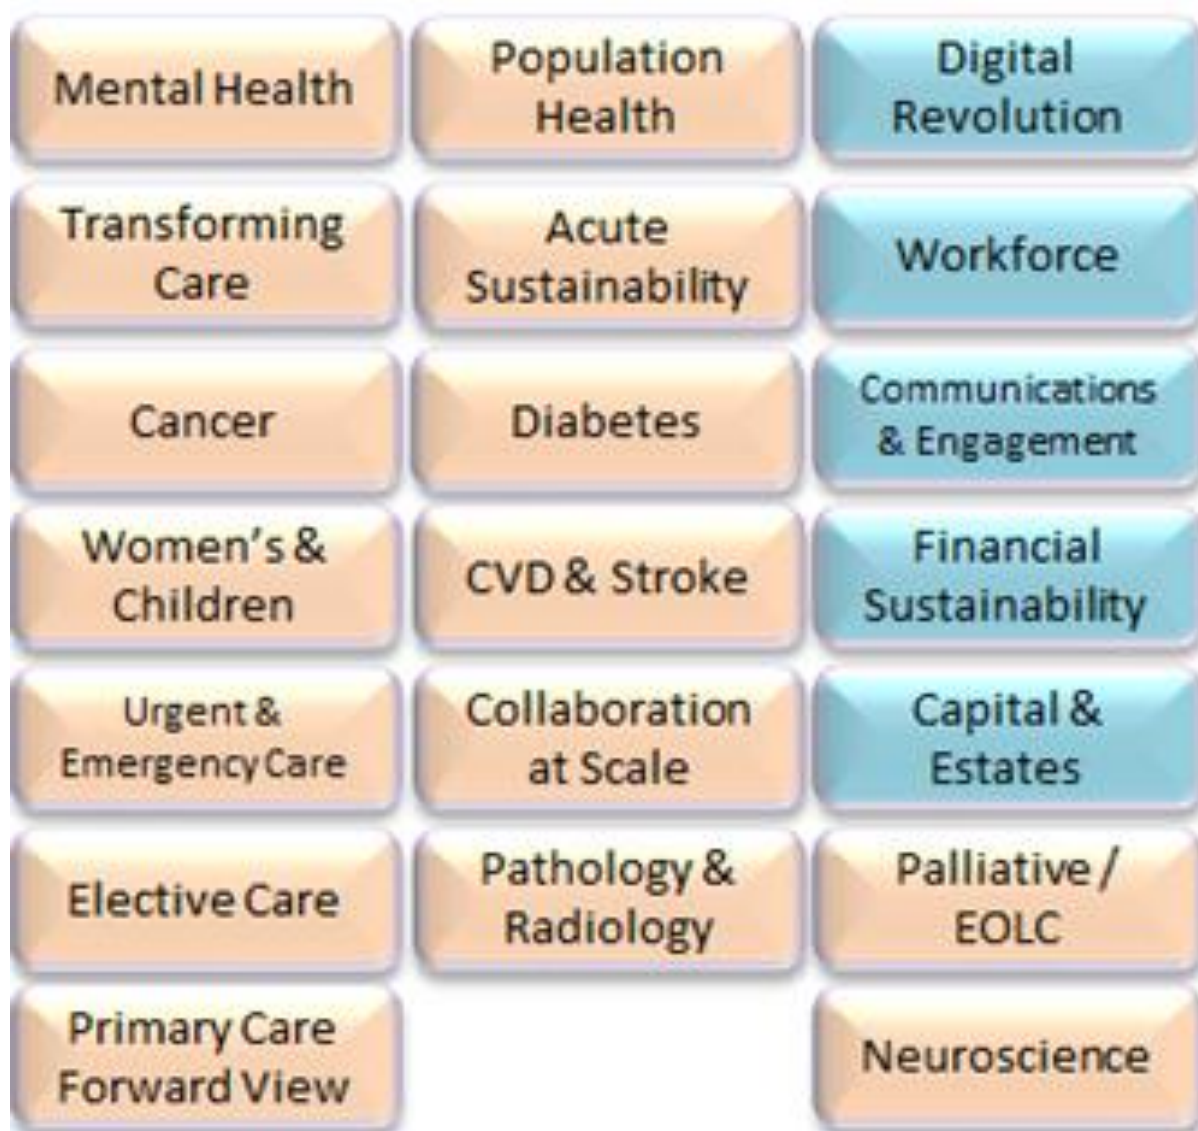 Mental Health
Population
Health
Digital
Revolution
Transforming
Care
Acute
Sustainability
Workforce
Cancer
Diabetes
Communications
& Engagement
Women's &
Children
CVD & Stroke
Financial
Sustainability
Urgent &
Emergency Care
Collaboration
at Scale
Capital &
Estates
Elective Care
Pathology &
Radiology
Palliative /
EOLC
Primary Care
Forward View
Neuroscience